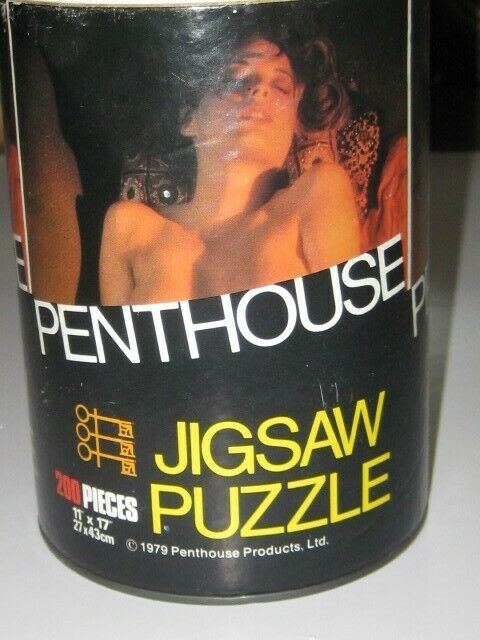 PENTHOUSE
JIGSAW
PUZZLE
200 PIECES
11" x 17"
27x43cm
© 1979 Penthouse Products, Ltd.